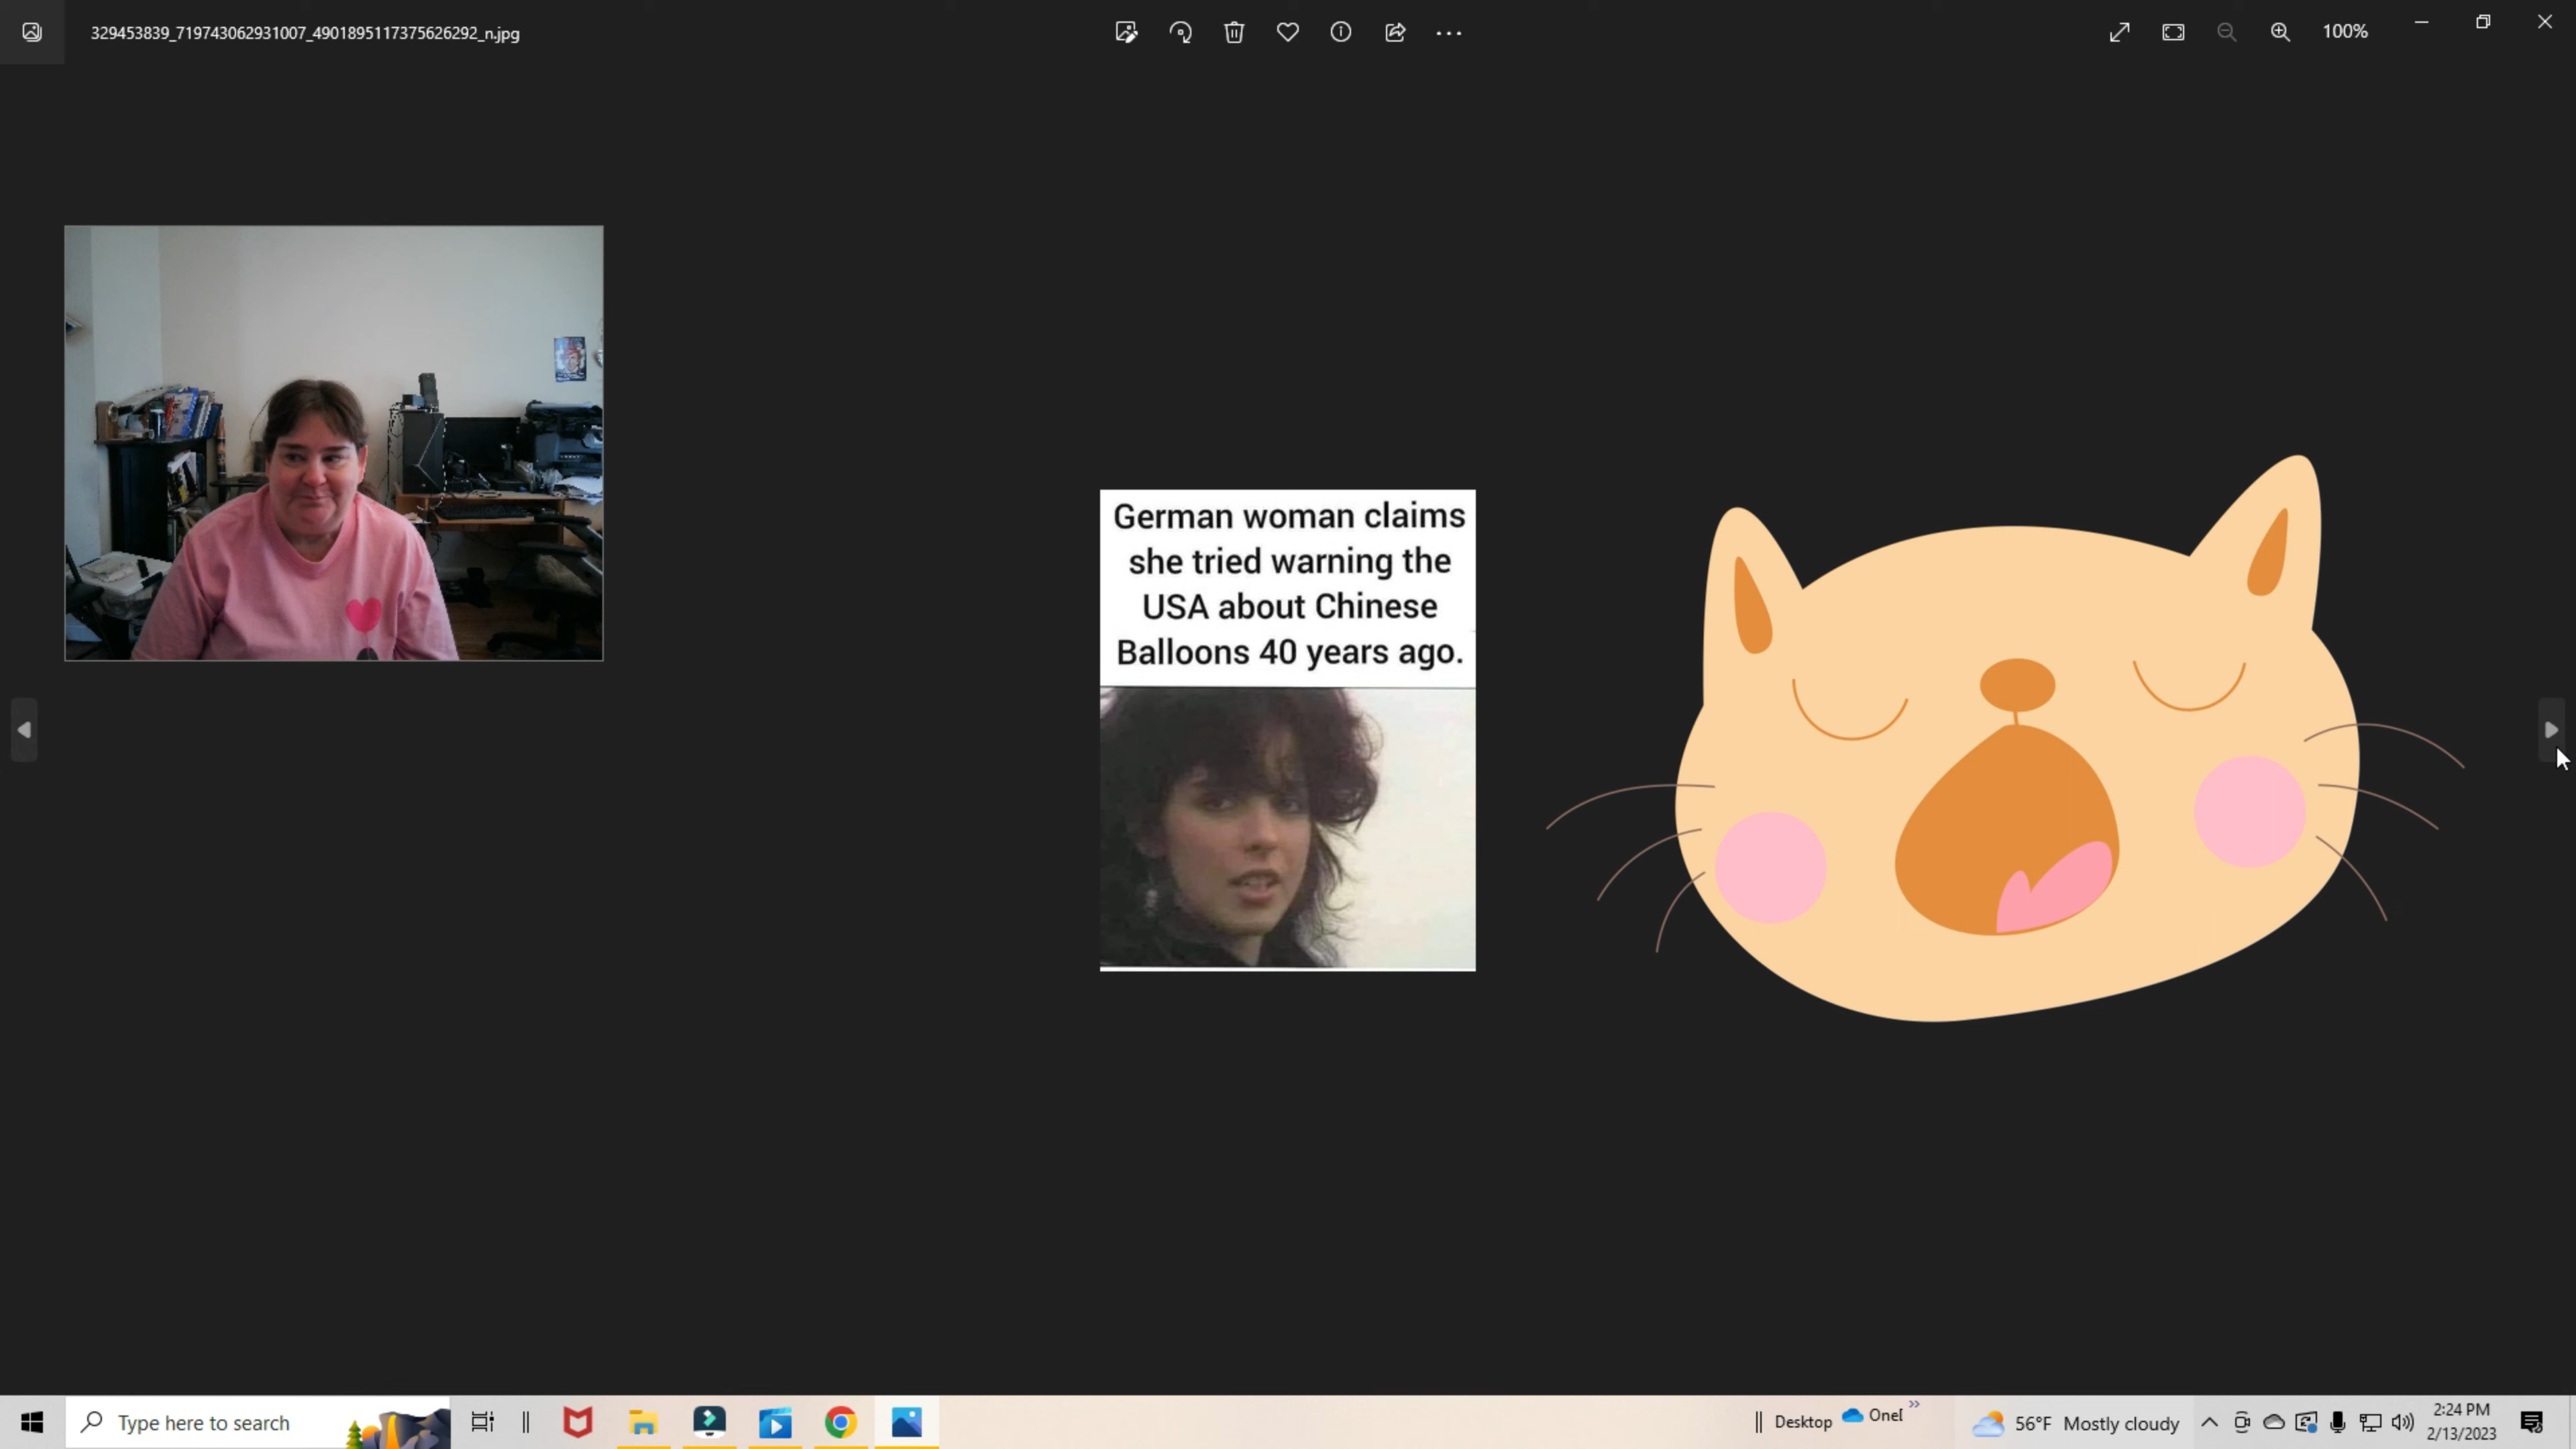 329453839_719743062931007_4901895117375626292_n.jpg
100%
German woman claims
she tried warning the
USA about Chinese
Balloons 40 years ago.
Type here to search
Desktop
OneI
56°F Mostly cloudy
2:24 PM
2/13/2023